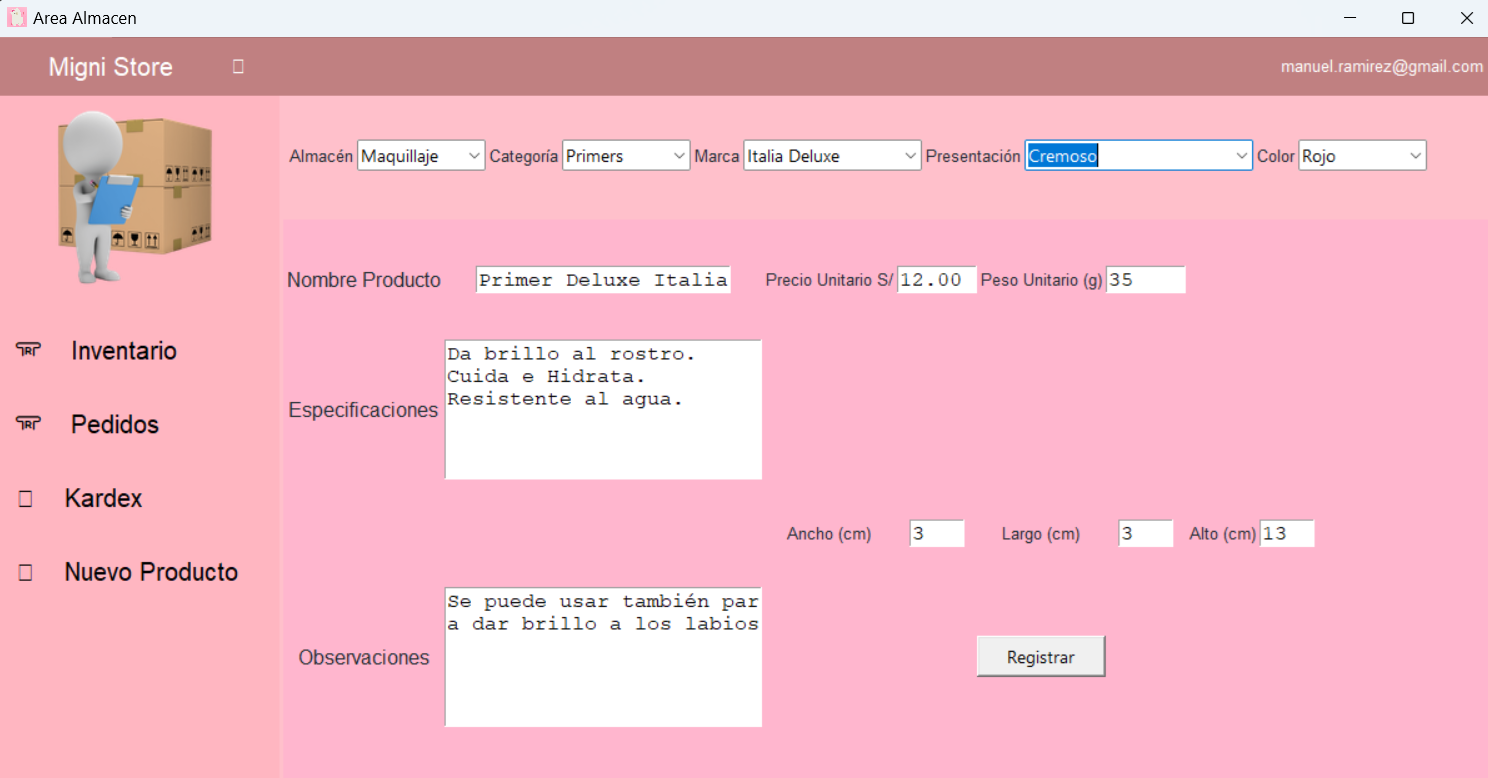 Area Almacen
Migni Store
manuel.ramirez@gmail.com
Almacén Maquillaje Categoría Primers Marca Italia Deluxe Presentación Cremoso Color Rojo
Nombre Producto Primer Deluxe Italia Precio Unitario S/ 12.00 Peso Unitario (g) 35
Inventario
Pedidos
Kardex
Nuevo Producto
Especificaciones
Da brillo al rostro.
Cuida e Hidrata.
Resistente al agua.
Ancho (cm) 3 Largo (cm) 3 Alto (cm) 13
Observaciones
Se puede usar también par
a dar brillo a los labios
Registrar